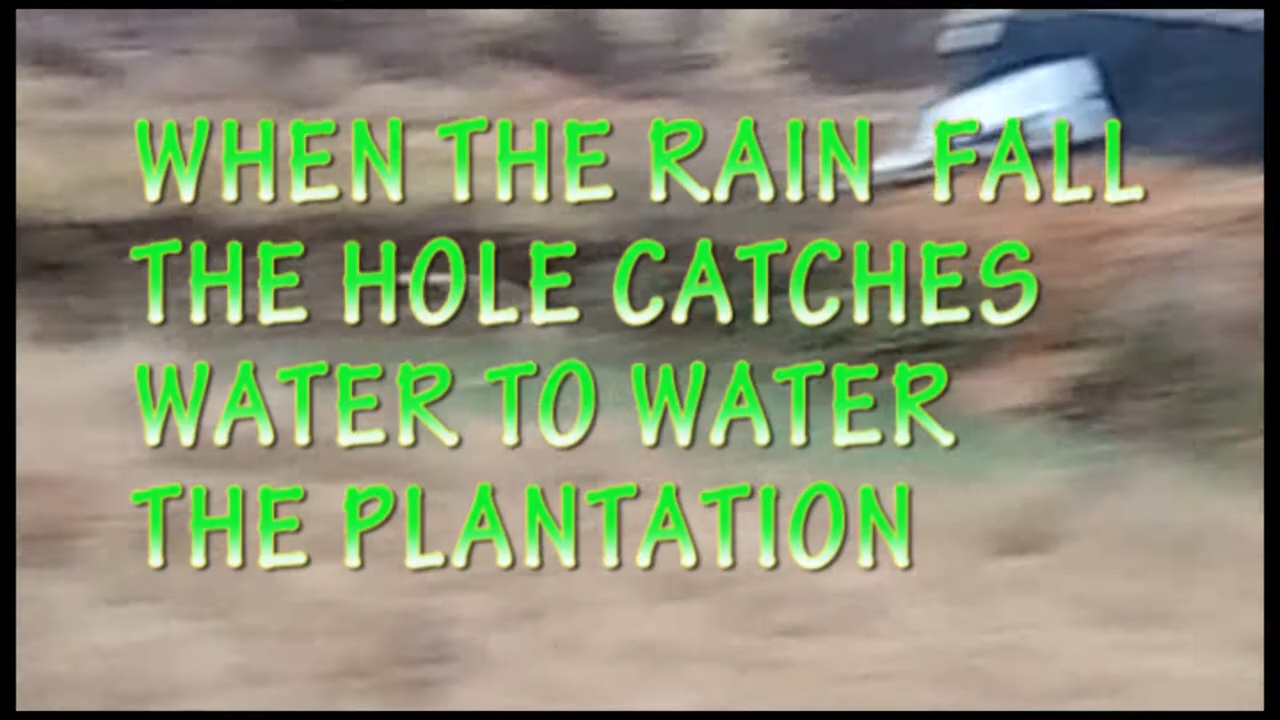 WHEN THE RAIN FALL
THE HOLE CATCHES
WATER TO WATER
THE PLANTATION